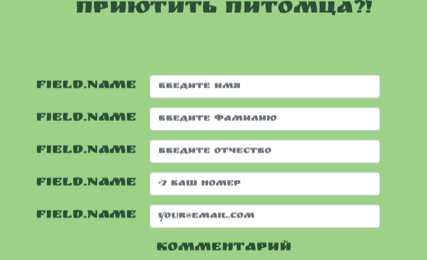 ПРИЮТИТЬ ПИТОМЦА?!
FIELD.NAME ВВЕДИТЕ ИМЯ
FIELD.NAME ВВЕДИТЕ ФАМИЛИЮ
FIELD.NAME ВВЕДИТЕ ОТЧЕСТВО
FIELD.NAME +7 ВАШ НОМЕР
FIELD.NAME YOUR@EMAIL.COM
КОММЕНТАРИЙ